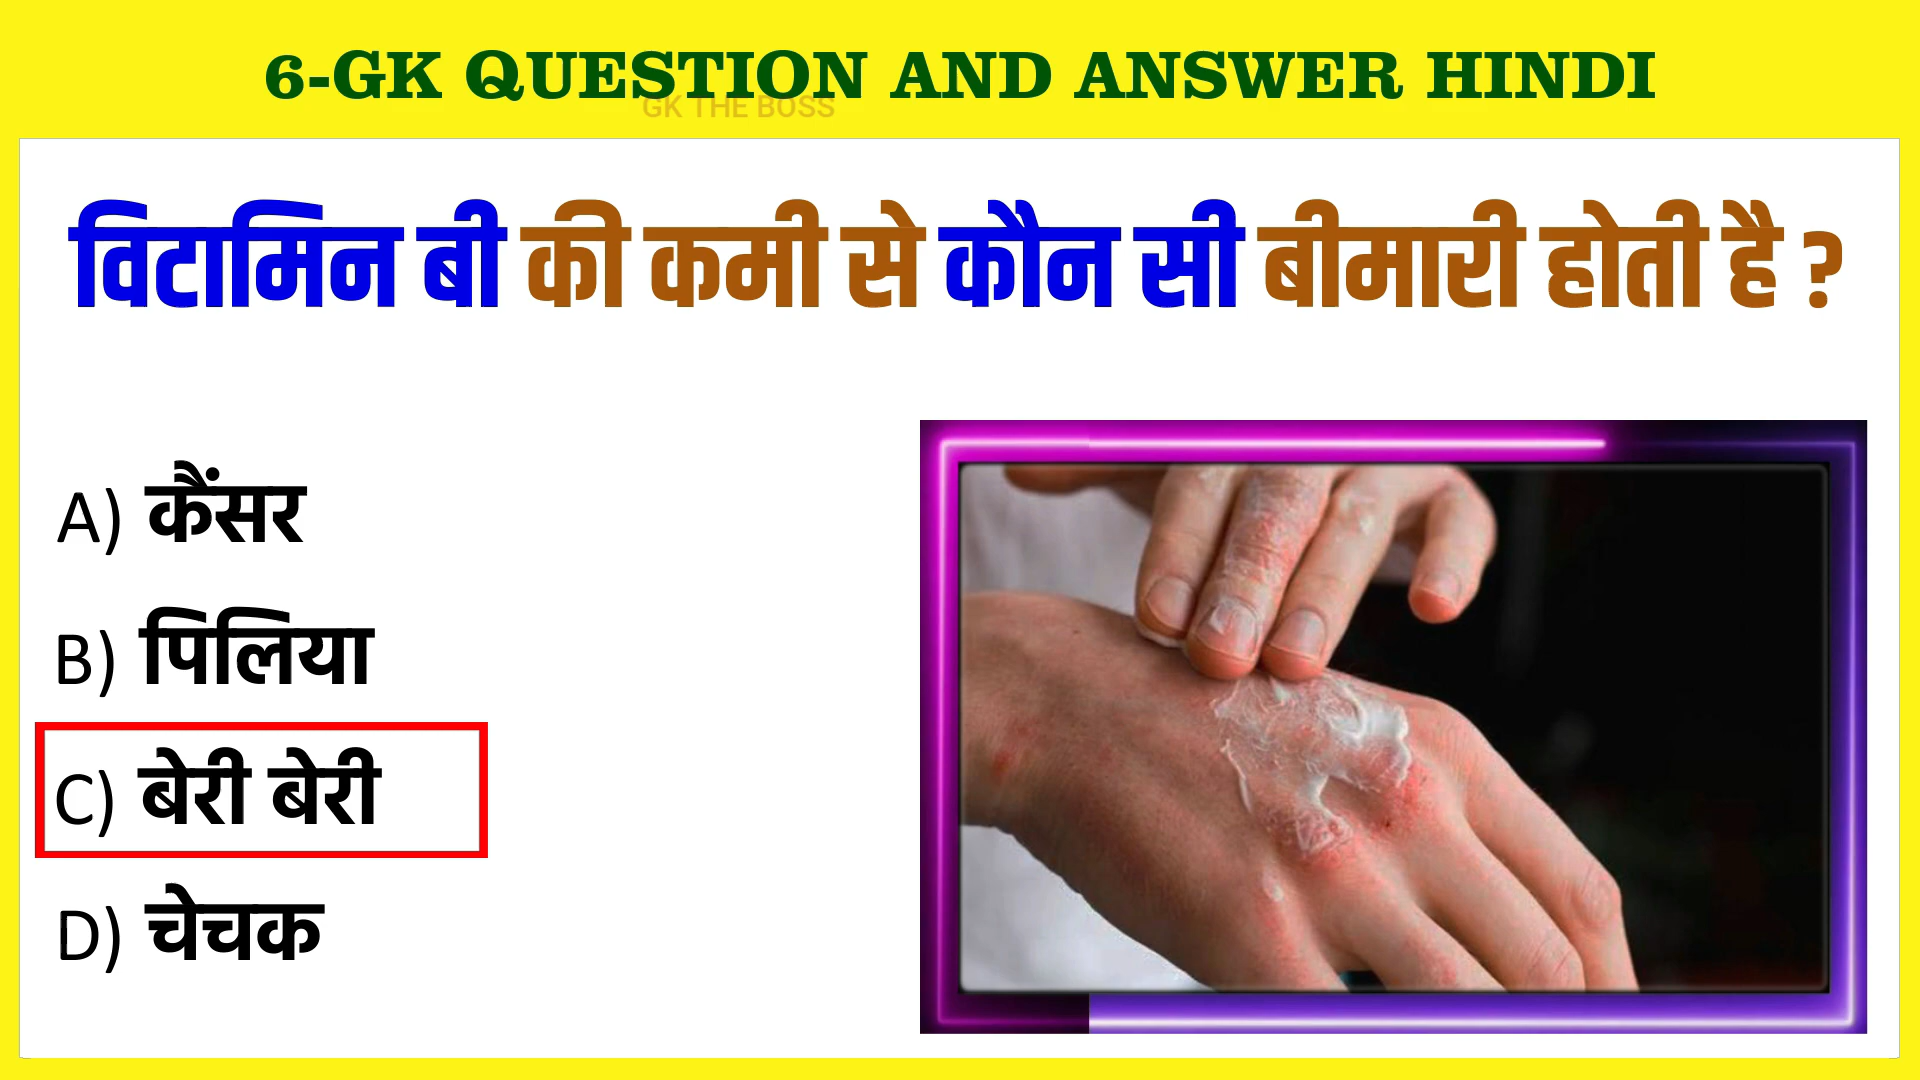 6-GK QUESTION AND ANSWER HINDI
GK THE BOSS
विटामिन बी की कमी से कौन सी बीमारी होती है ?
A) कैंसर
B) पिलिया
C) बेरी बेरी
D) चेचक